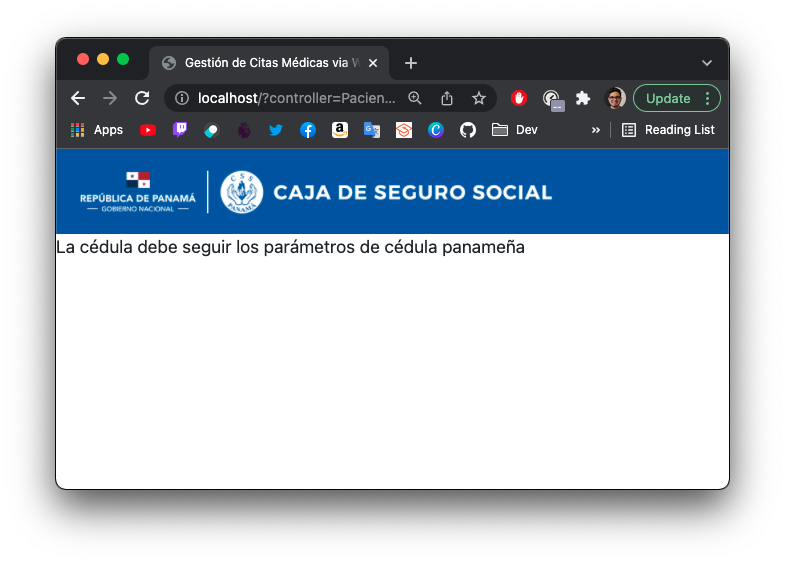 Gestión de Citas Médicas via W
localhost/?controller=Pacien...
Update
Apps
Dev
»
Reading List
REPÚBLICA DE PANAMÁ
— GOBIERNO NACIONAL —
CSS
PANAMÁ
CAJA DE SEGURO SOCIAL
La cédula debe seguir los parámetros de cédula panameña